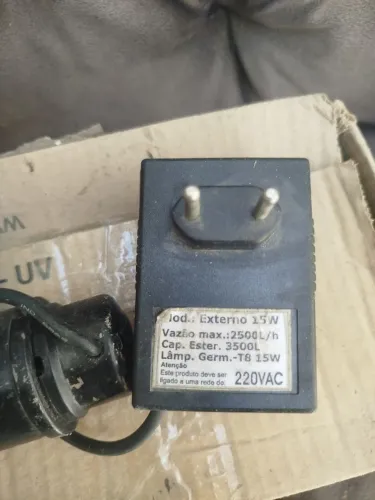 - UV
Mod.: Externo 15W
Vazão max.:2500L/h
Cap. Ester. 3500L
Lâmp. Germ.-T8 15W
Atenção
Este produto deve ser
ligado a uma rede de: 220VAC